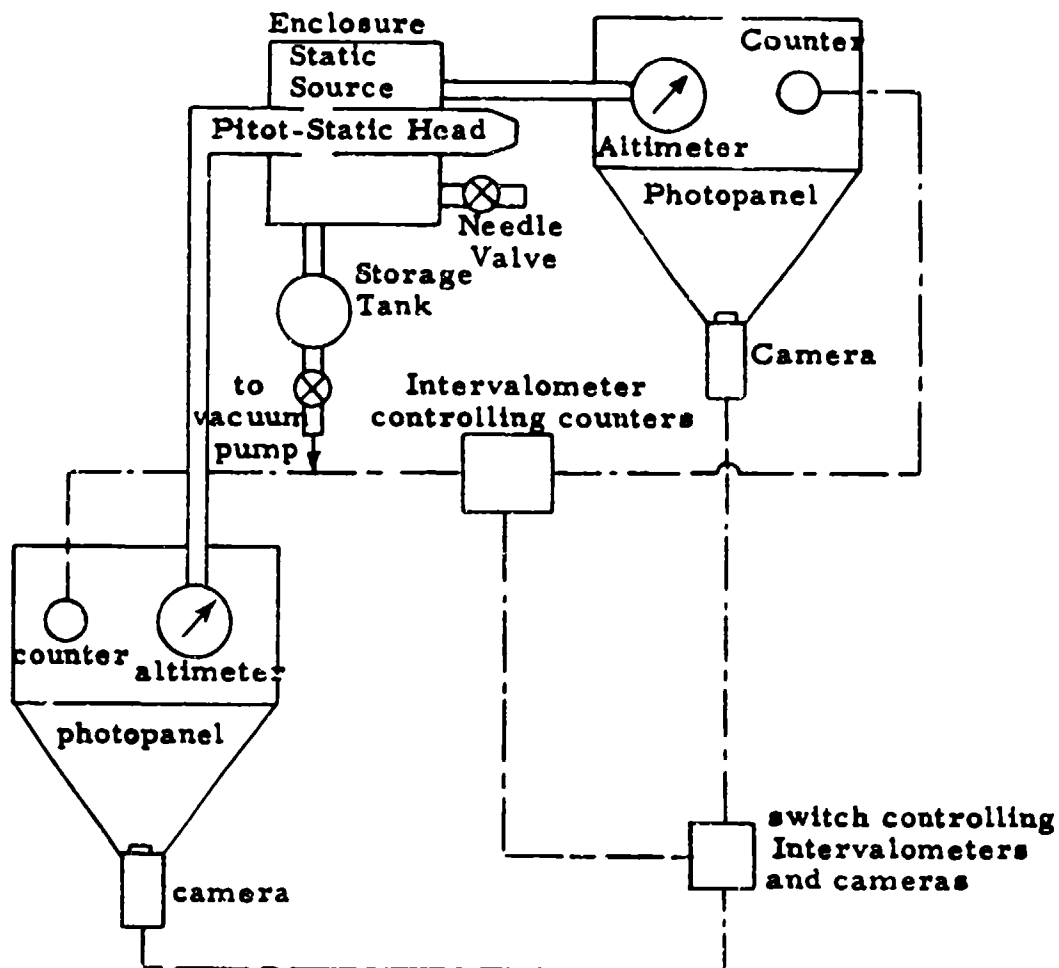 Enclosure
Static
Source
Pitot-Static Head
Counter
Altimeter
Photopanel
Needle
Valve
Storage
Tank
Camera
to
vacuum
pump
Intervalometer
controlling counters
counter
altimeter
photopanel
camera
switch controlling
Intervalometers
and cameras